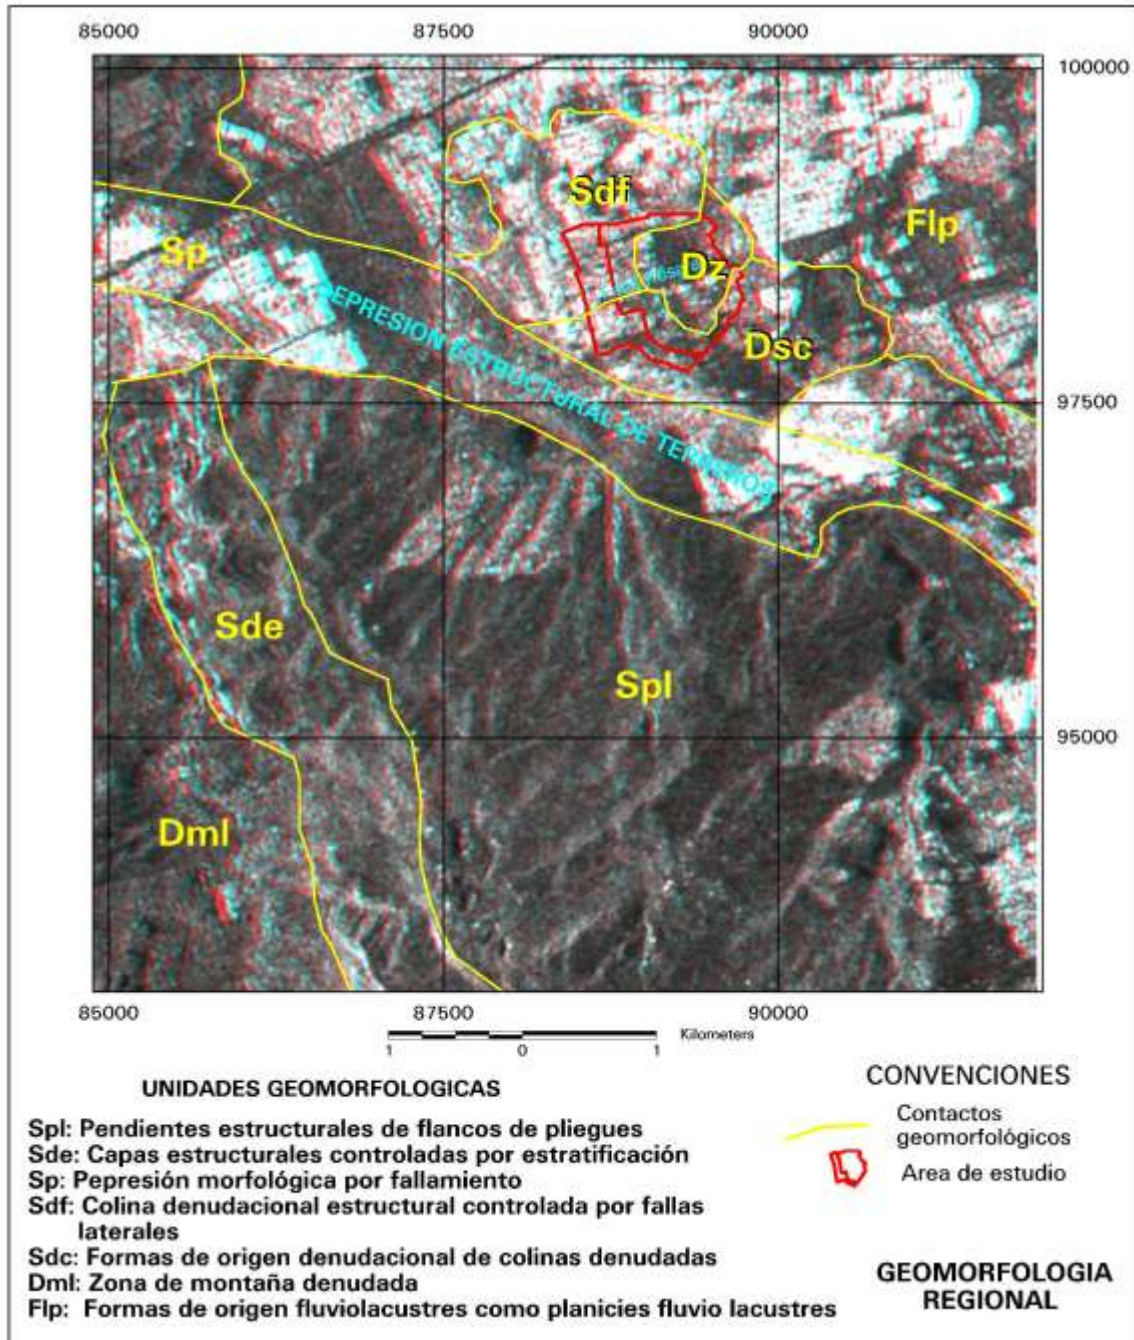 85000 87500 90000
100000
Sdf
Flp
Sp
Dz
DEPRESION ESTRUCTURAL DE TERREROS
Dsc
97500
Sde
Spl
95000
Dml
85000 87500 90000
Kilometers
1 0 1
UNIDADES GEOMORFOLOGICAS
Spl: Pendientes estructurales de flancos de pliegues
Sde: Capas estructurales controladas por estratificación
Sp: Pepresión morfológica por fallamiento
Sdf: Colina denudacional estructural controlada por fallas
laterales
Sdc: Formas de origen denudacional de colinas denudadas
Dml: Zona de montaña denudada
Flp: Formas de origen fluviolacustres como planicies fluvio lacustres
CONVENCIONES
Contactos
geomorfológicos
Area de estudio
GEOMORFOLOGIA
REGIONAL